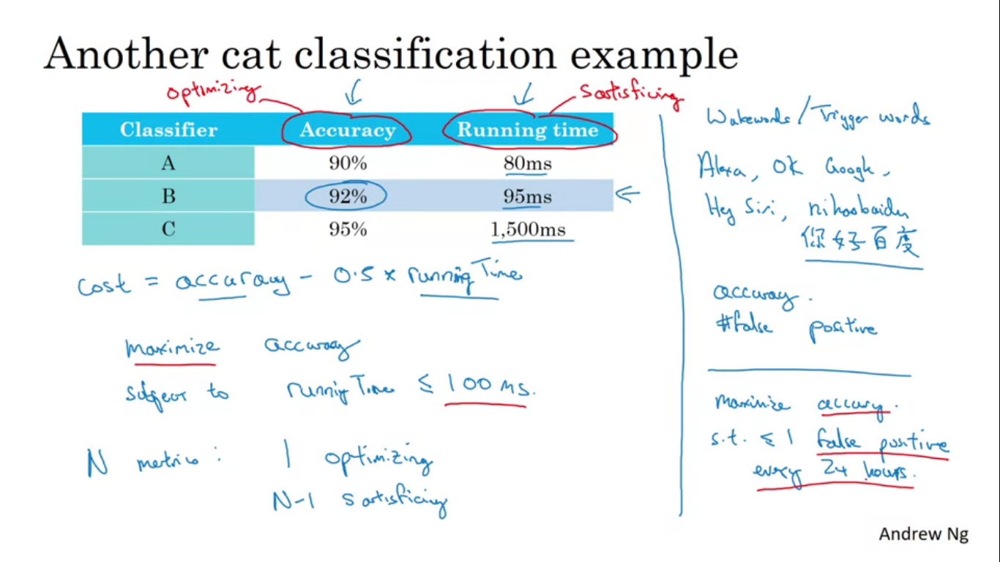 Another cat classification example
optimizing
satisficing
Classifier Accuracy Running time
A 90% 80ms
B 92% 95ms
C 95% 1,500ms
cost = accuracy - 0.5 x running Time
maximize accuracy
subject to running Time ≤ 100 ms.
N metrics: 1 optimizing
N-1 satisficing
Wakewords / Trigger words
Alexa, OK Google,
Hey Siri, nihaobaidu
你好百度
accuracy.
#false positive
maximize accuracy.
s.t. ≤ 1 false positive
every 24 hours.
Andrew Ng